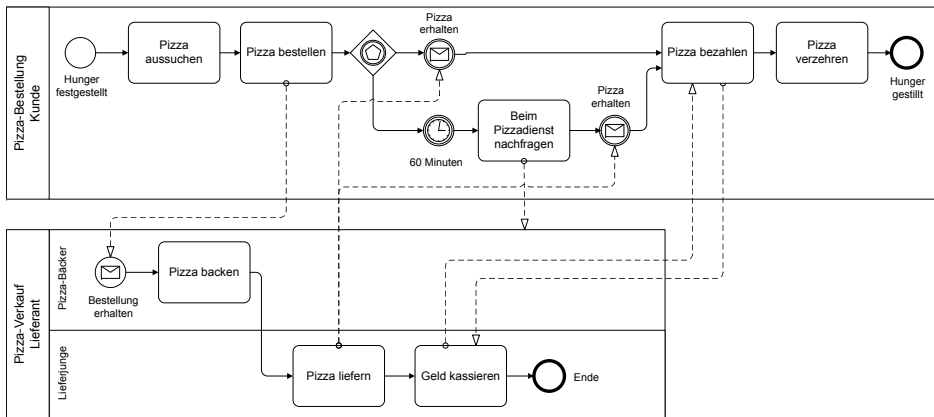 Pizza-Bestellung
Kunde
Hunger
festgestellt
Pizza
aussuchen
Pizza bestellen
Pizza
erhalten
60 Minuten
Beim
Pizzadienst
nachfragen
Pizza
erhalten
Pizza bezahlen
Pizza
verzehren
Hunger
gestillt
Pizza-Verkauf
Lieferant
Pizza-Bäcker
Bestellung
erhalten
Pizza backen
Lieferjunge
Pizza liefern
Geld kassieren
Ende